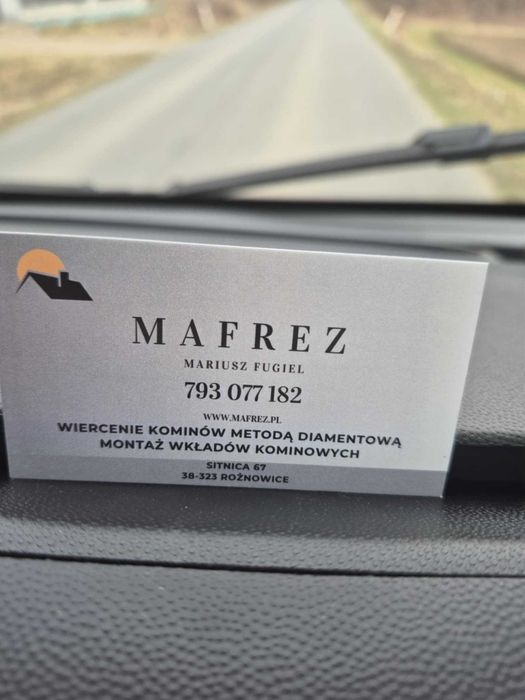 MAFREZ
MARIUSZ FUGIEL
793 077 182
WWW.MAFREZ.PL
WIERCENIE KOMINÓW METODĄ DIAMENTOWĄ
MONTAŻ WKŁADÓW KOMINOWYCH
SITNICA 67
38-323 ROŻNOWICE